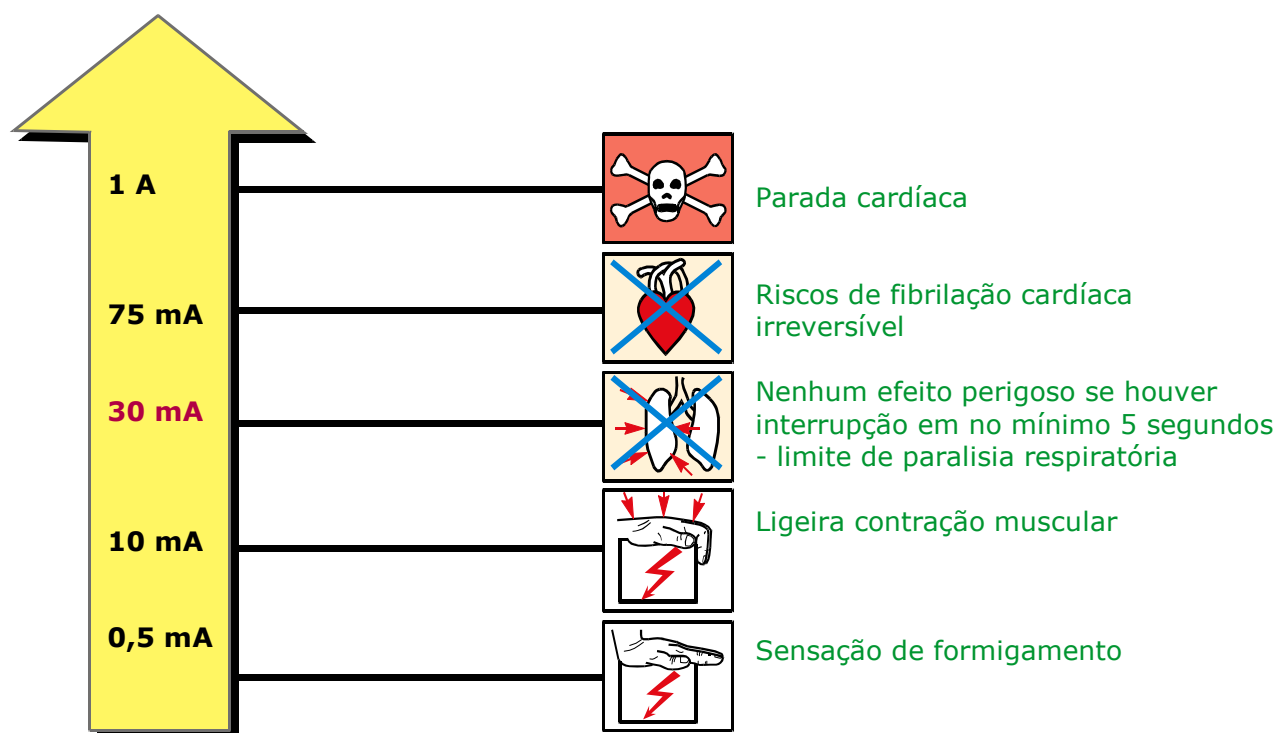 1 A
Parada cardíaca
75 mA
Riscos de fibrilação cardíaca
irreversível
30 mA
Nenhum efeito perigoso se houver
interrupção em no mínimo 5 segundos
- limite de paralisia respiratória
10 mA
Ligeira contração muscular
0,5 mA
Sensação de formigamento